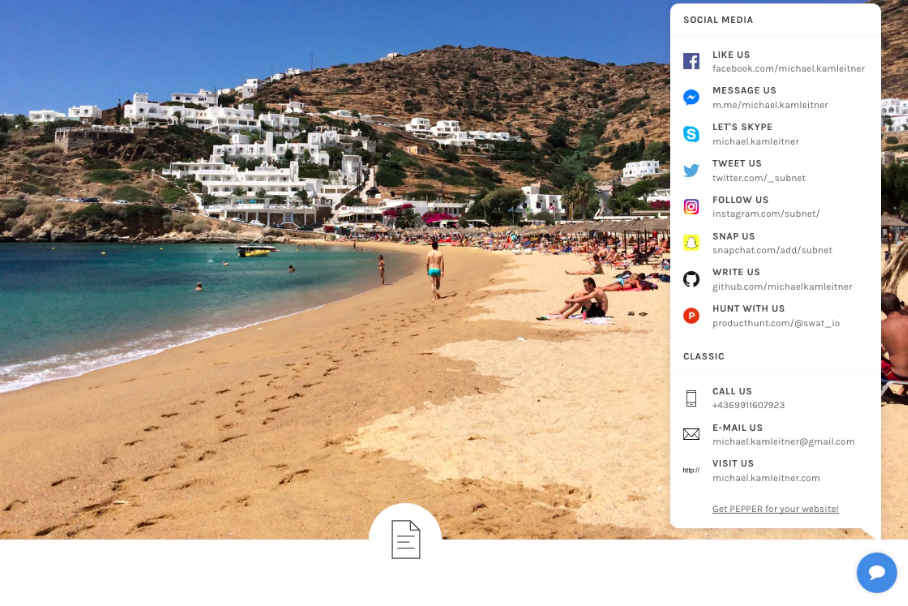 SOCIAL MEDIA
LIKE US
facebook.com/michael.kamleitner
MESSAGE US
m.me/michael.kamleitner
LET'S SKYPE
michael.kamleitner
TWEET US
twitter.com/_subnet
FOLLOW US
instagram.com/subnet/
SNAP US
snapchat.com/add/subnet
WRITE US
github.com/michaelkamleitner
HUNT WITH US
producthunt.com/@swat_io
CLASSIC
CALL US
+4369911607923
E-MAIL US
michael.kamleitner@gmail.com
http://
VISIT US
michael.kamleitner.com
Get PEPPER for your website!